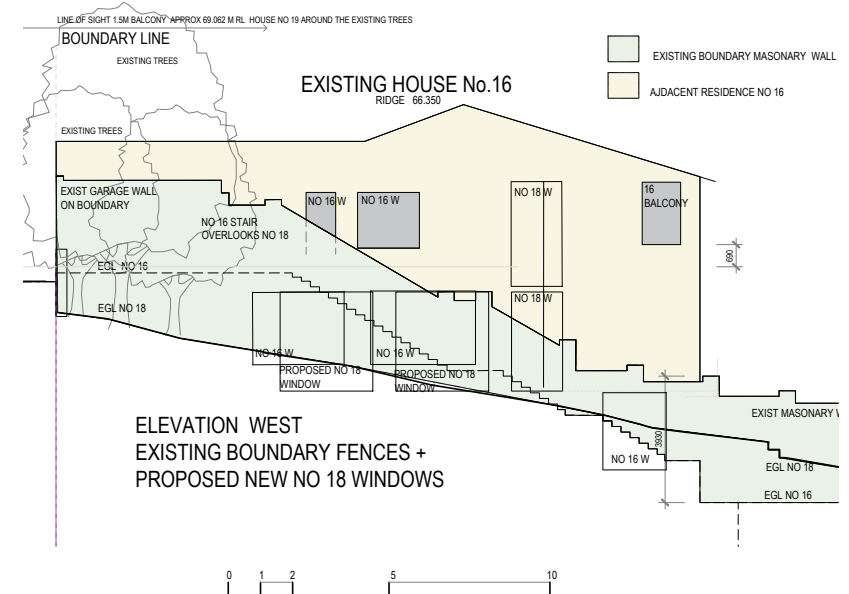 LINE OF SIGHT 1.5M BALCONY APPROX 69.062 M RL HOUSE NO 19 AROUND THE EXISTING TREES
BOUNDARY LINE
EXISTING TREES
EXISTING BOUNDARY MASONARY WALL
EXISTING HOUSE No.16
RIDGE 66.350
AJDACENT RESIDENCE NO 16
EXISTING TREES
EXIST GARAGE WALL
ON BOUNDARY
NO 16 W
NO 16 W
NO 18 W
16
BALCONY
NO 16 STAIR
OVERLOOKS NO 18
690
EGL NO 16
EGL NO 18
NO 18 W
NO 16 W
NO 16 W
PROPOSED NO 18
WINDOW
PROPOSED NO 18
WINDOW
EXIST MASONARY W
ELEVATION WEST
EXISTING BOUNDARY FENCES +
PROPOSED NEW NO 18 WINDOWS
3930
NO 16 W
EGL NO 18
EGL NO 16
0 1 2 5 10